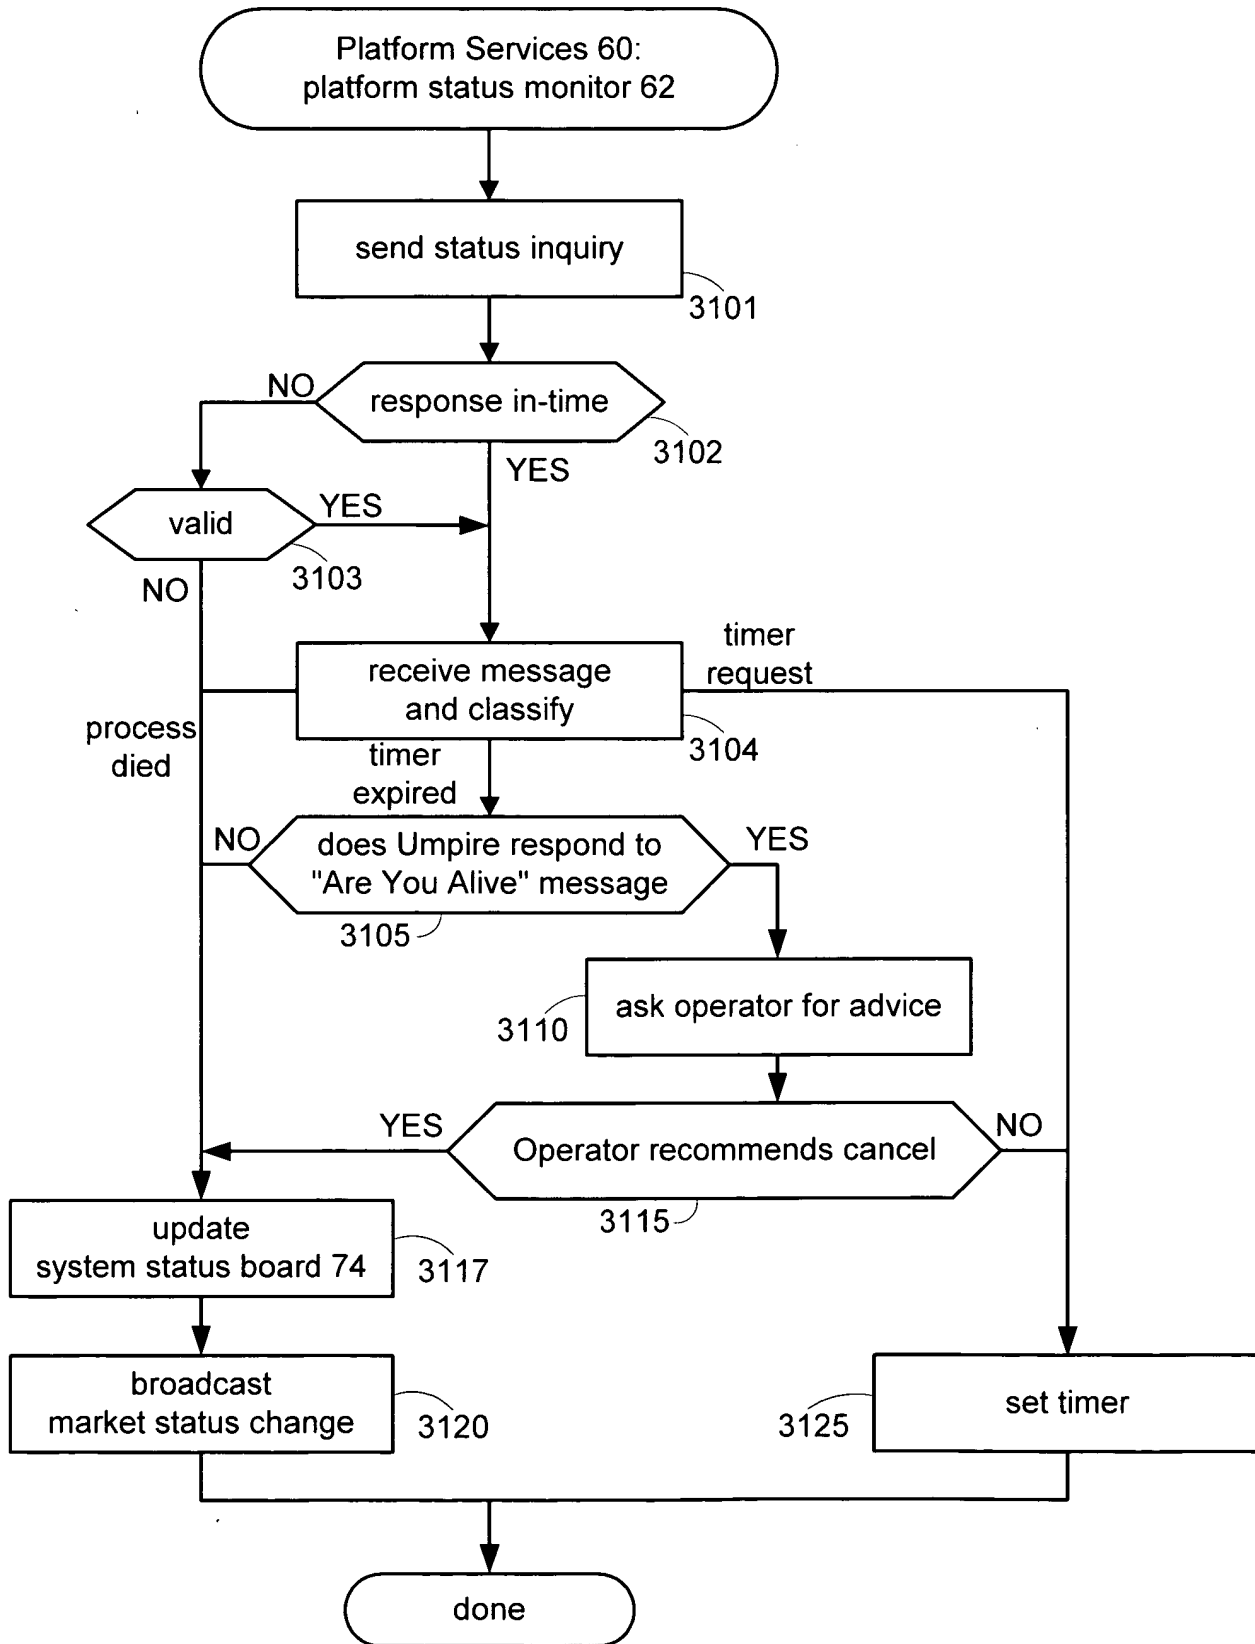 Platform Services 60:
platform status monitor 62
send status inquiry
3101
NO
response in-time
3102
YES
valid
YES
3103
NO
timer
request
receive message
and classify
process
died
3104
timer
expired
NO
does Umpire respond to
"Are You Alive" message
YES
3105
ask operator for advice
3110
YES
Operator recommends cancel
NO
3115
update
system status board 74
3117
broadcast
market status change
3120
set timer
3125
done